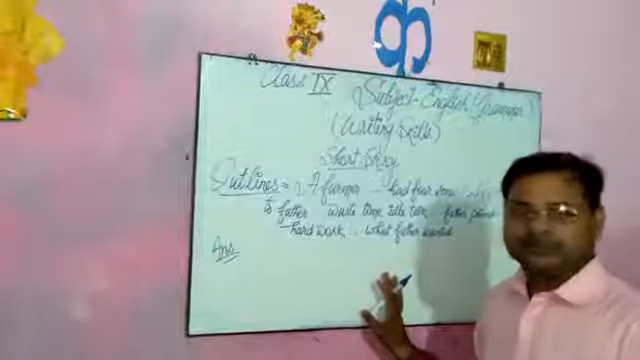 Class IX Subject-English Grammar
(Writing Skills)
Short Story
Outlines = A farmer had four sons
to father waste time idle talk father
hard work what father wanted
Ans